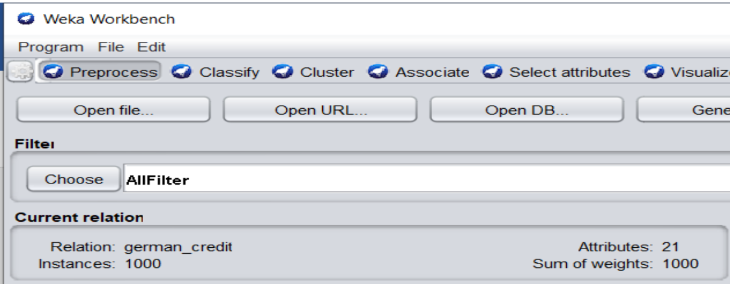 Weka Workbench
Program File Edit
Preprocess Classify Cluster Associate Select attributes Visualiz
Open file... Open URL... Open DB... Gene
Filter
Choose AllFilter
Current relation
Relation: german_credit Attributes: 21
Instances: 1000 Sum of weights: 1000